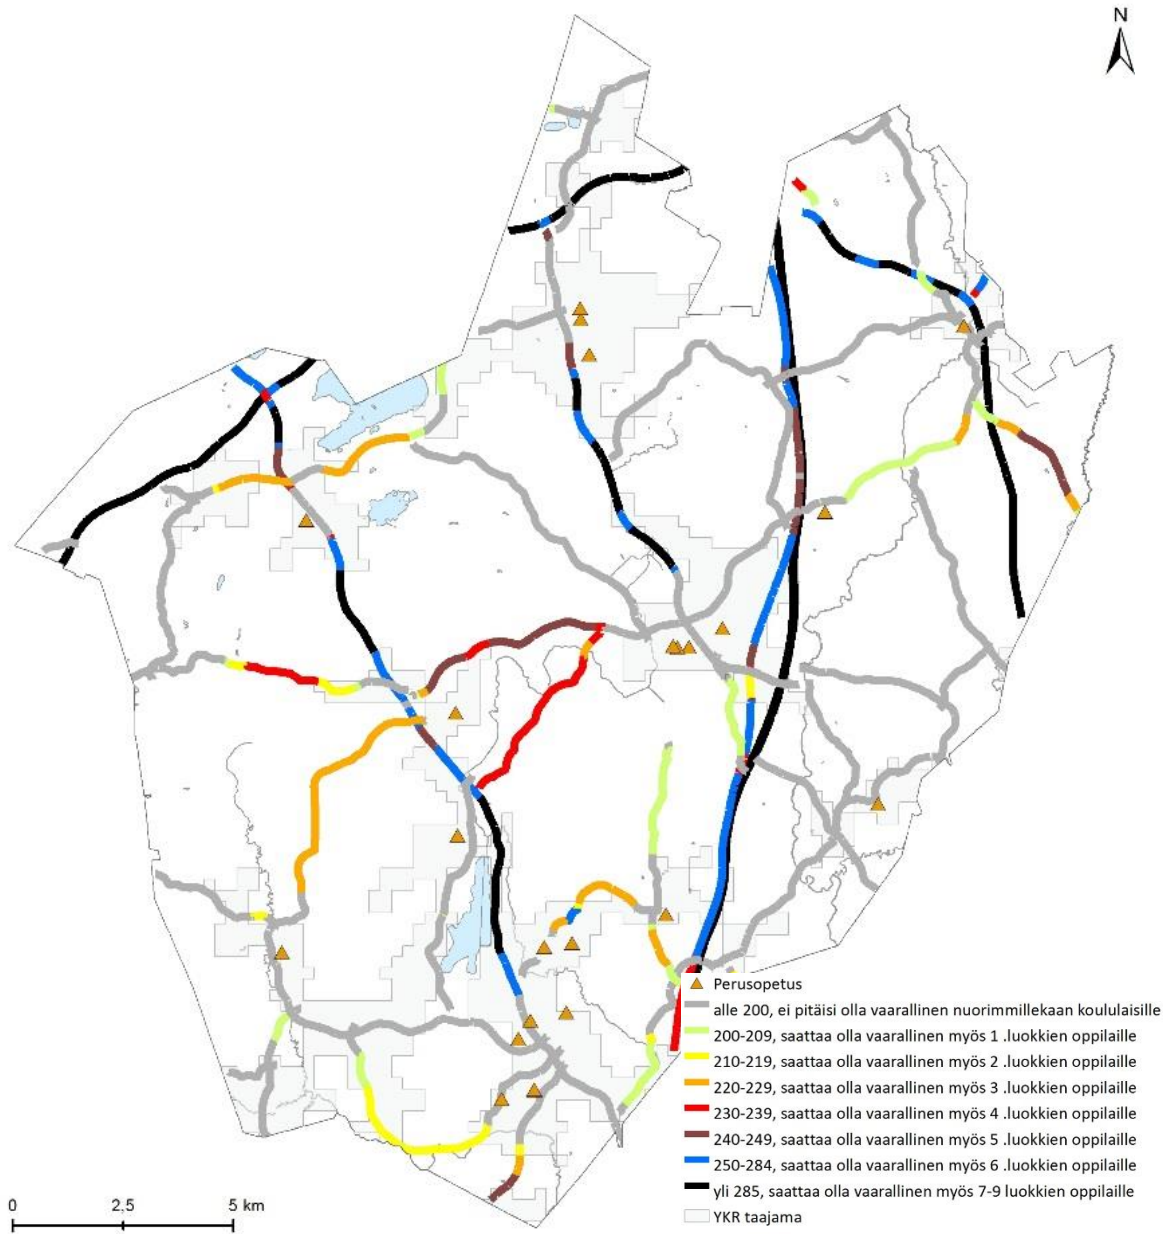 N
Perusopetus
alle 200, ei pitäisi olla vaarallinen nuorimmillekaan koululaisille
200-209, saattaa olla vaarallinen myös 1 .luokkien oppilaille
210-219, saattaa olla vaarallinen myös 2 .luokkien oppilaille
220-229, saattaa olla vaarallinen myös 3 .luokkien oppilaille
230-239, saattaa olla vaarallinen myös 4 .luokkien oppilaille
240-249, saattaa olla vaarallinen myös 5 .luokkien oppilaille
250-284, saattaa olla vaarallinen myös 6 .luokkien oppilaille
yli 285, saattaa olla vaarallinen myös 7-9 luokkien oppilaille
YKR taajama
0 2,5 5 km